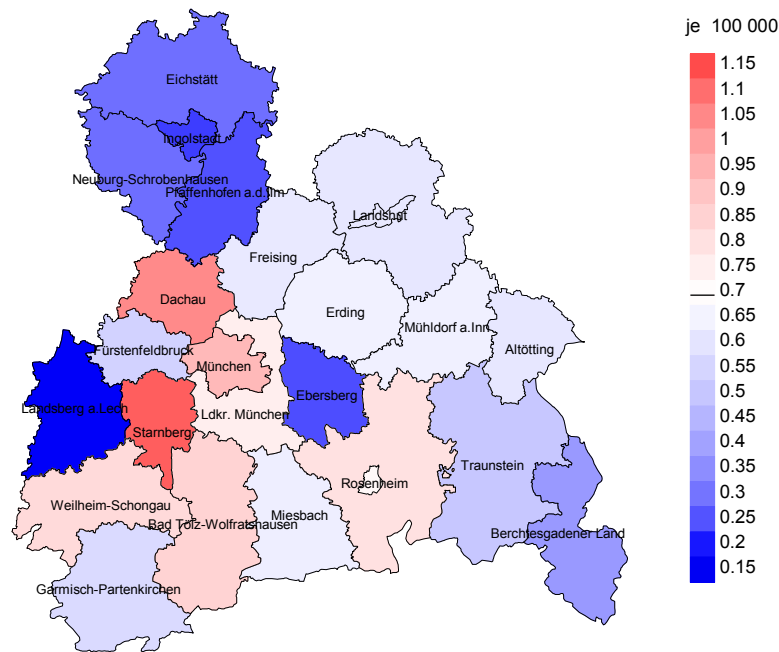 je 100 000
1.15
1.1
1.05
1
0.95
0.9
0.85
0.8
0.75
0.7
0.65
0.6
0.55
0.5
0.45
0.4
0.35
0.3
0.25
0.2
0.15
Eichstätt
Ingolstadt
Neuburg-Schrobenhausen
Pfaffenhofen a.d.Ilm
Landshut
Freising
Dachau
Erding
Mühldorf a.Inn
Altötting
Fürstenfeldbruck
München
Ebersberg
Landsberg a.Lech
Starnberg
Ldkr. München
Traunstein
Rosenheim
Weilheim-Schongau
Bad Tölz-Wolfratshausen
Miesbach
Berchtesgadener Land
Garmisch-Partenkirchen